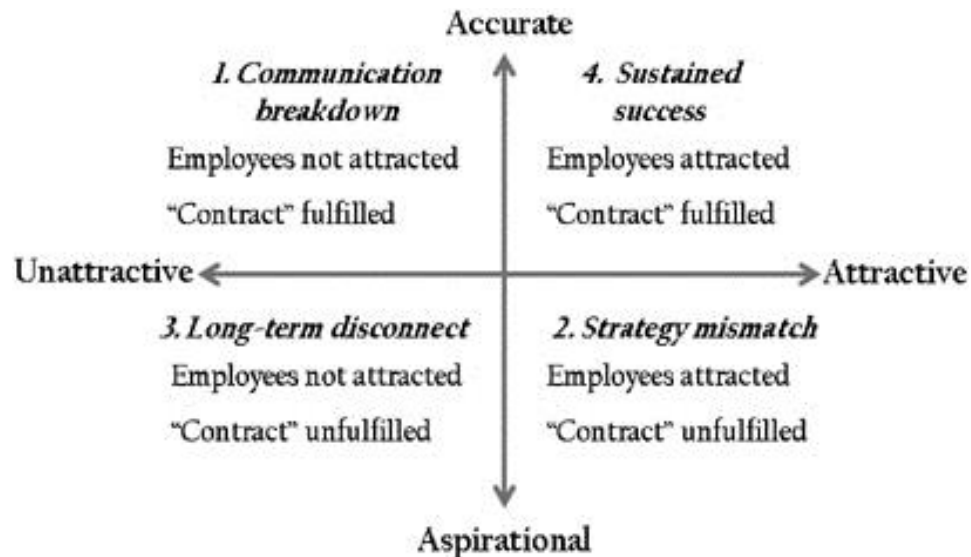 Accurate
1. Communication
breakdown
Employees not attracted
“Contract” fulfilled
4. Sustained
success
Employees attracted
“Contract” fulfilled
Unattractive
Attractive
3. Long-term disconnect
Employees not attracted
“Contract” unfulfilled
2. Strategy mismatch
Employees attracted
“Contract” unfulfilled
Aspirational